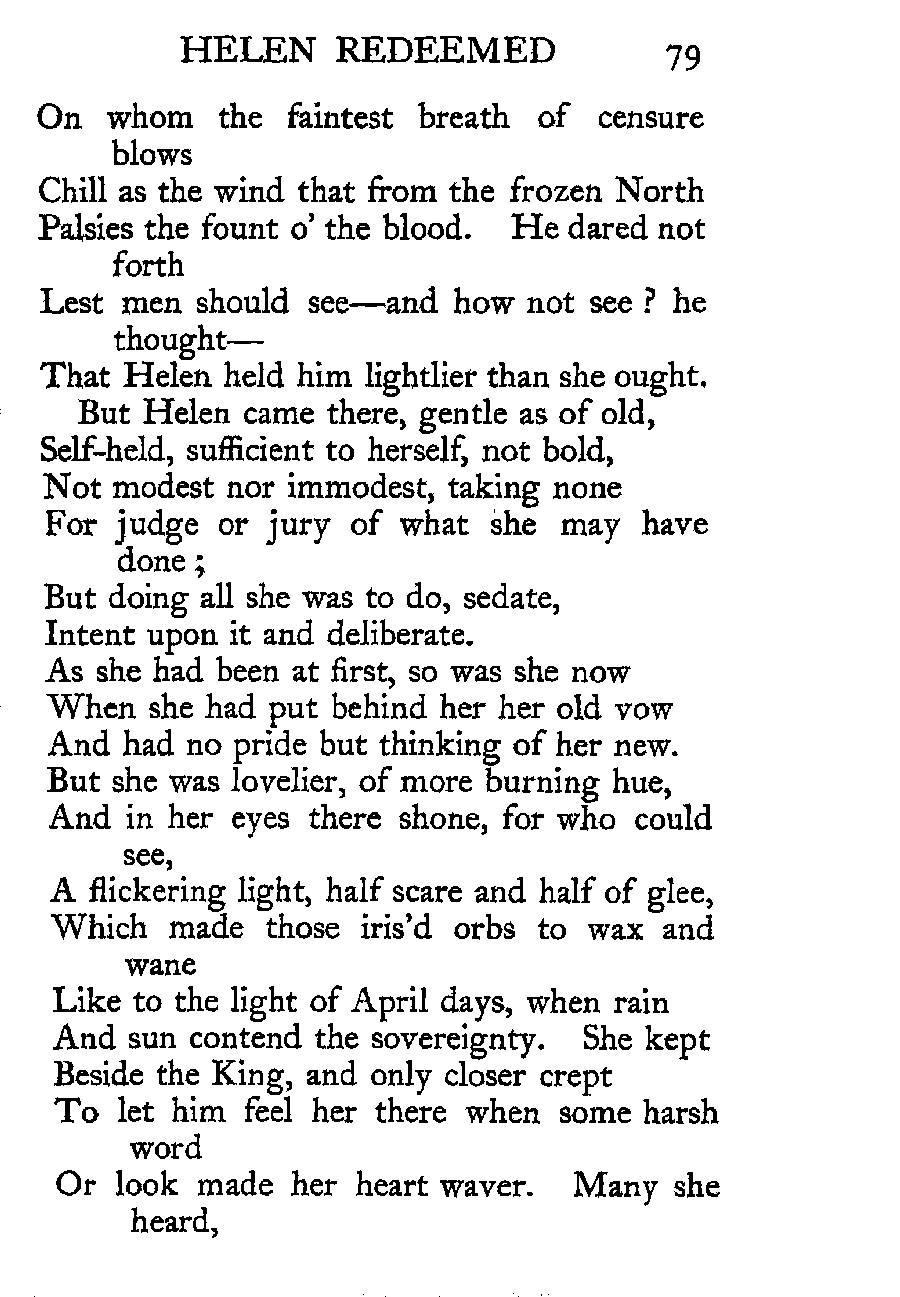 HELEN REDEEMED 79
On whom the faintest breath of censure
blows
Chill as the wind that from the frozen North
Palsies the fount o' the blood. He dared not
forth
Lest men should see—and how not see ? he
thought—
That Helen held him lightlier than she ought.
But Helen came there, gentle as of old,
Self-held, sufficient to herself, not bold,
Not modest nor immodest, taking none
For judge or jury of what she may have
done ;
But doing all she was to do, sedate,
Intent upon it and deliberate.
As she had been at first, so was she now
When she had put behind her her old vow
And had no pride but thinking of her new.
But she was lovelier, of more burning hue,
And in her eyes there shone, for who could
see,
A flickering light, half scare and half of glee,
Which made those iris'd orbs to wax and
wane
Like to the light of April days, when rain
And sun contend the sovereignty. She kept
Beside the King, and only closer crept
To let him feel her there when some harsh
word
Or look made her heart waver. Many she
heard,